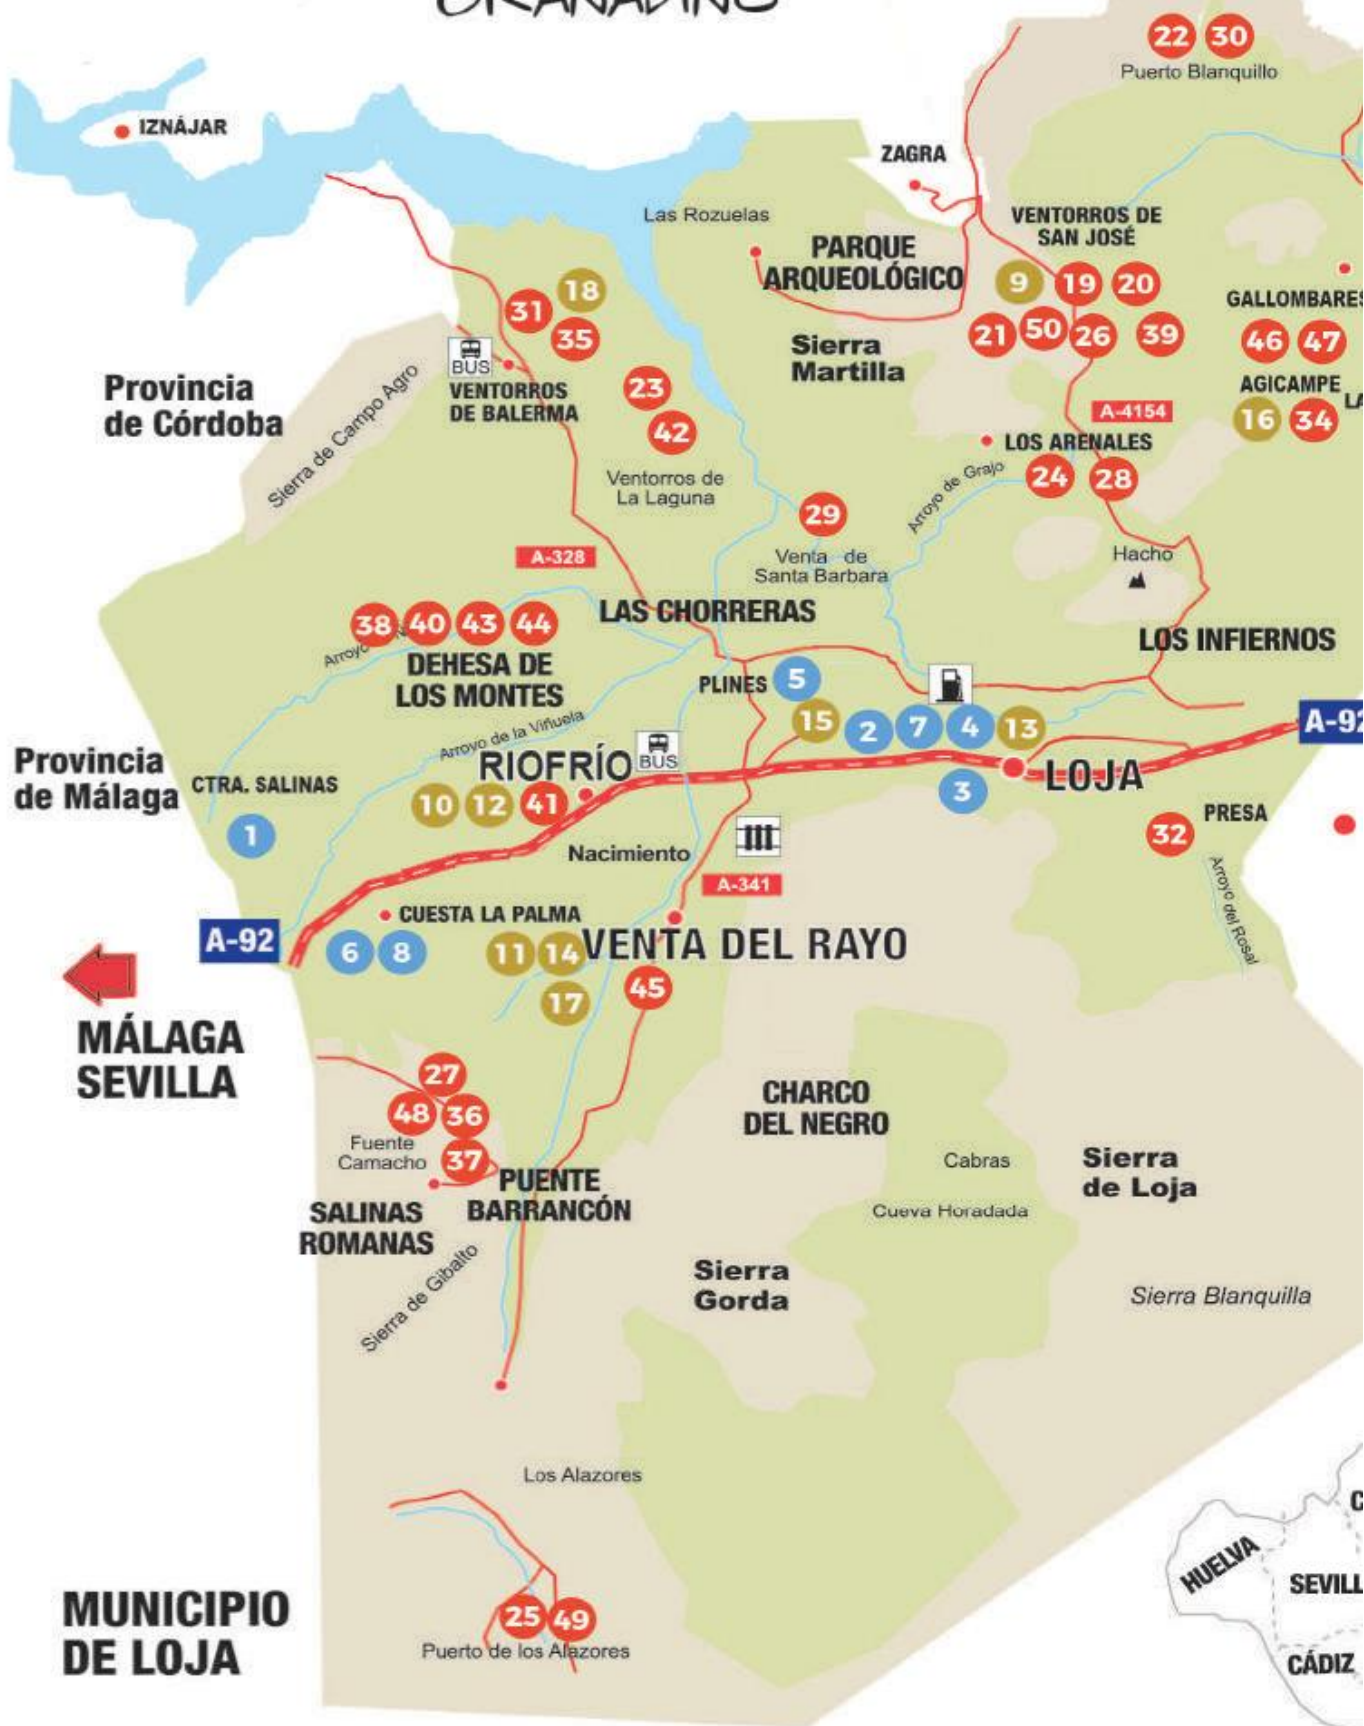 GRANADINO
22 30
Puerto Blanquillo
IZNÁJAR
ZAGRA
Las Rozuelas
VENTORROS DE
SAN JOSÉ
PARQUE
ARQUEOLÓGICO
9 19 20
21 50 26 39
GALLOMBARES
46 47
AGICAMPE
LA
16 34
18
31
35
BUS
VENTORROS
DE BALERMA
23
42
Ventorros de
La Laguna
Sierra
Martilla
Provincia
de Córdoba
Sierra de Campo Agro
A-4154
LOS ARENALES
24 28
Arroyo de Grajo
29
Venta de
Santa Barbara
Hacho
A-328
LAS CHORRERAS
LOS INFIERNOS
38 40 43 44
Arroyo
DEHESA DE
LOS MONTES
PLINES 5
15 2 7 4 13
A-92
Arroyo de la Viñuela
RIOFRÍO
BUS
Provincia
de Málaga
CTRA. SALINAS
1
10 12 41
LOJA
3
PRESA
32
Nacimiento
A-341
Arroyo del Rosal
CUESTA LA PALMA
A-92
6 8
11 14
VENTA DEL RAYO
17
45
MÁLAGA
SEVILLA
27
48 36
Fuente
Camacho
37
PUENTE
BARRANCÓN
SALINAS
ROMANAS
Sierra de Gibalto
CHARCO
DEL NEGRO
Cabras
Sierra
de Loja
Cueva Horadada
Sierra
Gorda
Sierra Blanquilla
Los Alazores
25 49
Puerto de los Alazores
MUNICIPIO
DE LOJA
C
HUELVA
SEVILL
CÁDIZ